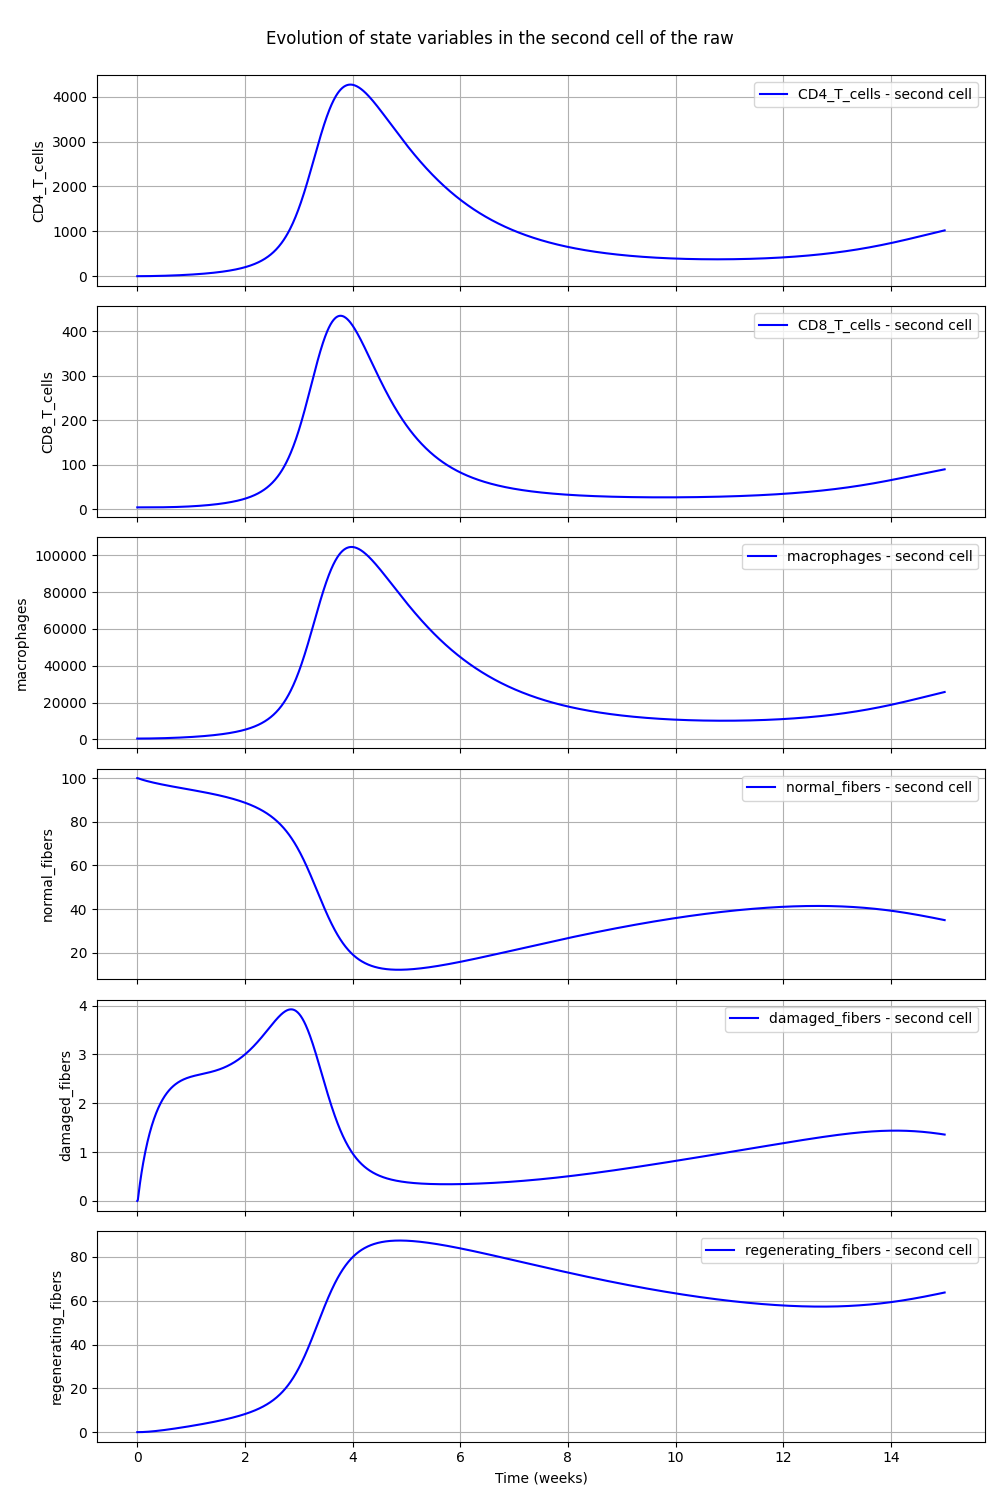 Evolution of state variables in the second cell of the raw
CD4_T_cells - second cell
4000
3000
2000
1000
0
CD4_T_cells
CD8_T_cells - second cell
400
300
200
100
0
CD8_T_cells
macrophages - second cell
100000
80000
60000
40000
20000
0
macrophages
normal_fibers - second cell
100
80
60
40
20
normal_fibers
damaged_fibers - second cell
4
3
2
1
0
damaged_fibers
regenerating_fibers - second cell
80
60
40
20
0
regenerating_fibers
0 2 4 6 8 10 12 14
Time (weeks)